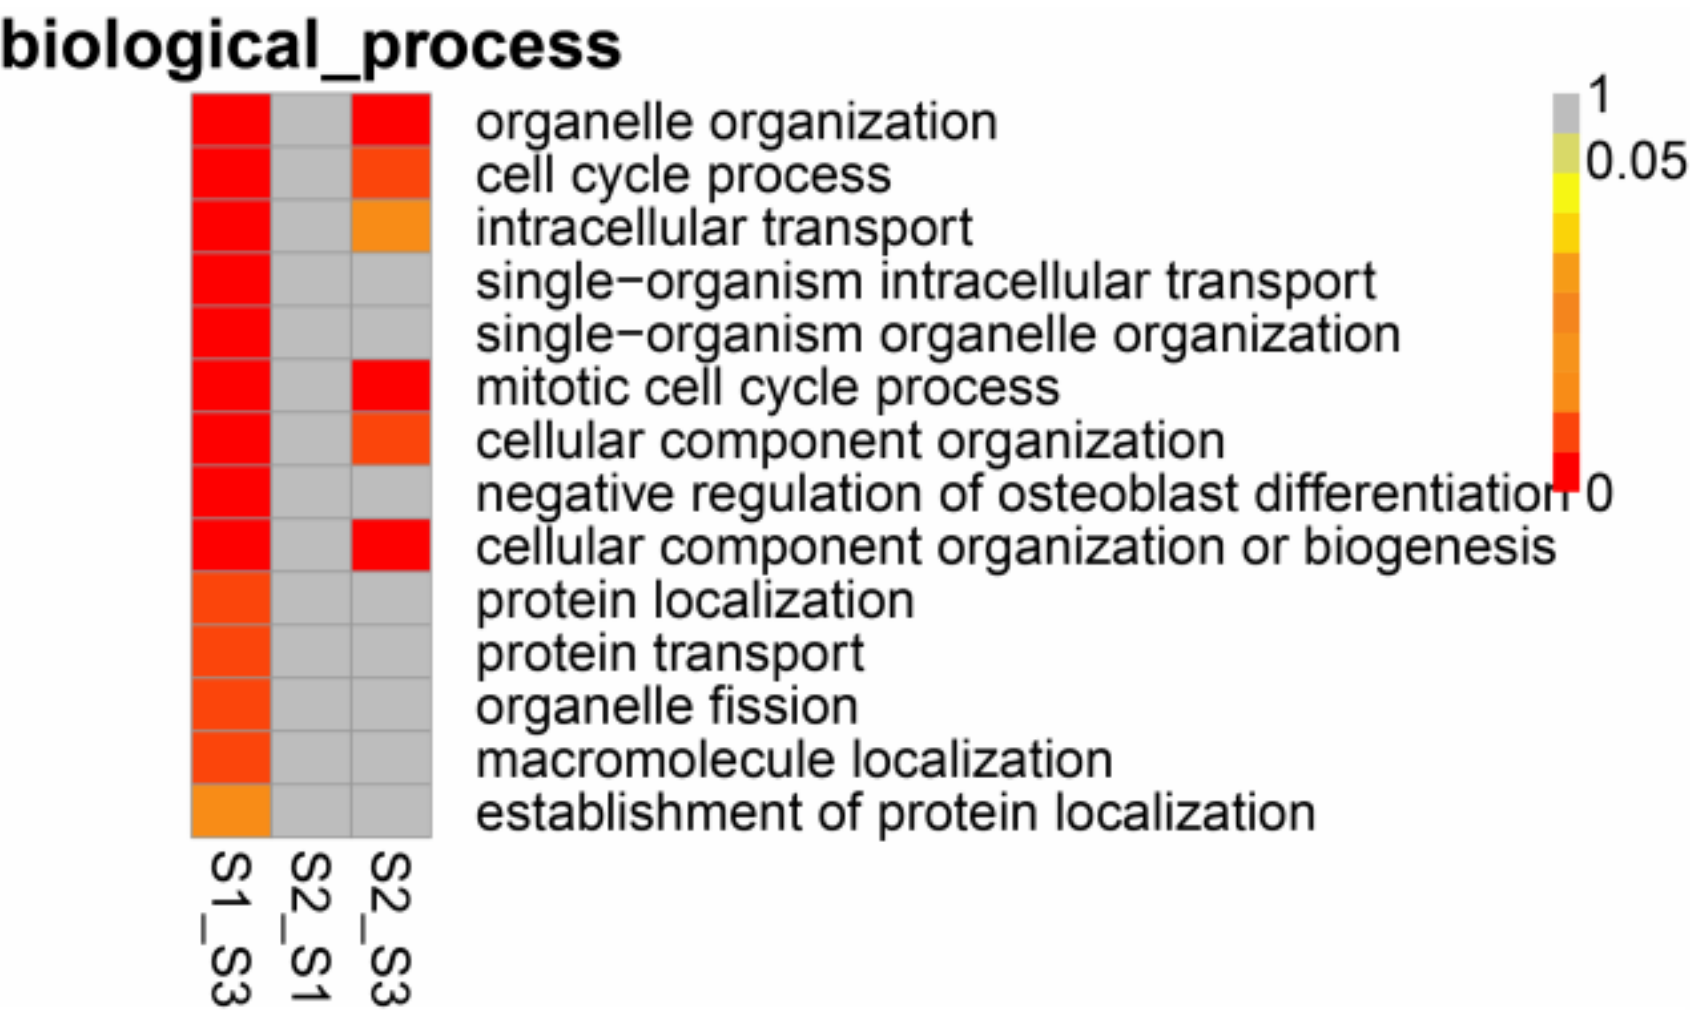 biological_process
1
0.05
0
organelle organization
cell cycle process
intracellular transport
single−organism intracellular transport
single−organism organelle organization
mitotic cell cycle process
cellular component organization
negative regulation of osteoblast differentiation
cellular component organization or biogenesis
protein localization
protein transport
organelle fission
macromolecule localization
establishment of protein localization
S1_S3
S2_S1
S2_S3